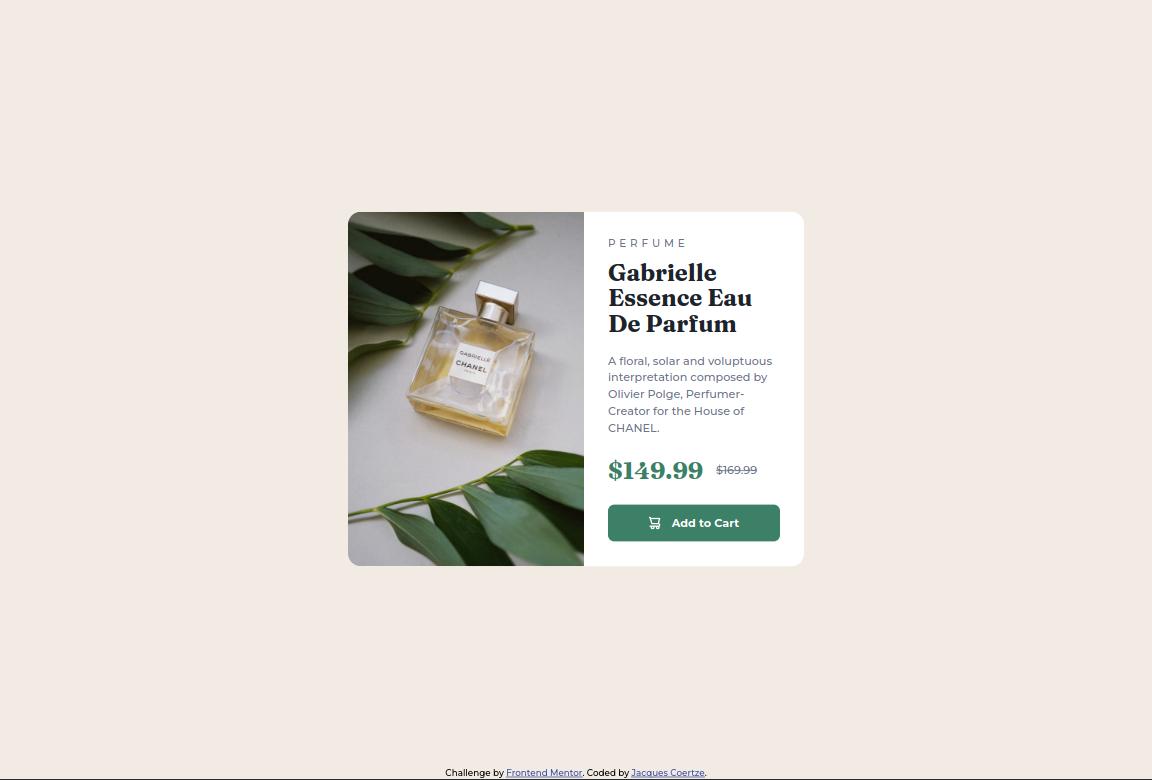 PERFUME
Gabrielle
Essence Eau
De Parfum
A floral, solar and voluptuous
interpretation composed by
Olivier Polge, Perfumer-
Creator for the House of
CHANEL.
$149.99 $169.99
Add to Cart
GABRIELLE
CHANEL
PARIS
Challenge by Frontend Mentor. Coded by Jacques Coertze.